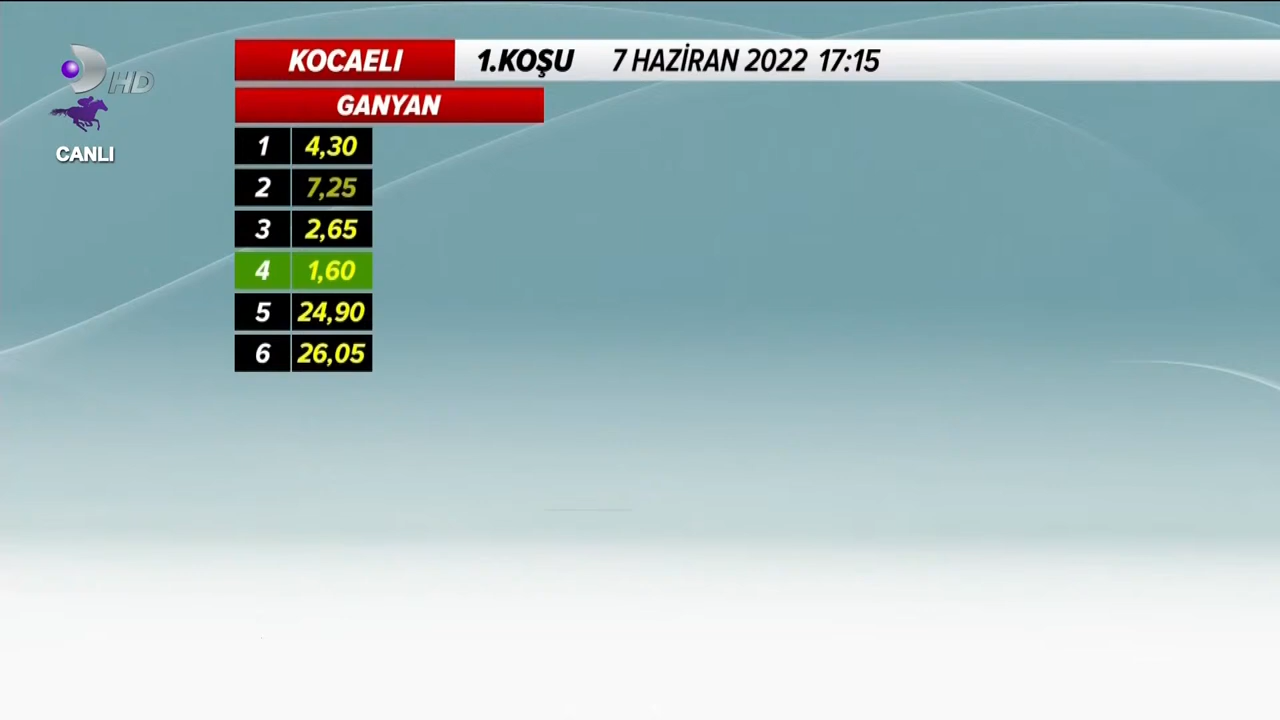 HD
CANLI
KOCAELİ 1.KOŞU 7 HAZİRAN 2022 17:15
GANYAN
1 4,30
2 7,25
3 2,65
4 1,60
5 24,90
6 26,05